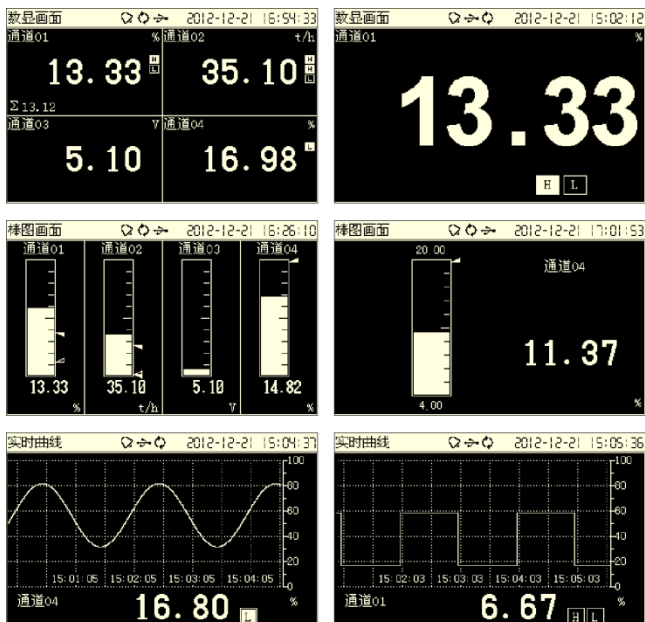 数显画面 2012-12-21 16:54:33
通道01 %
13.33 H L
Σ13.12
通道02 t/h
35.10 H H L
通道03 V
5.10
通道04 %
16.98 L
数显画面 2012-12-21 15:02:12
通道01 %
13.33
H L
棒图画面 2012-12-21 16:26:10
通道01 通道02 通道03 通道04
13.33 35.10 5.10 14.82
% t/h V %
棒图画面 2012-12-21 17:01:53
20.00
通道04
11.37
4.00 %
实时曲线 2012-12-21 15:04:37
100
80
60
40
20
0
15:01:05 15:02:05 15:03:05 15:04:05
通道04 16.80 L %
实时曲线 2012-12-21 15:05:36
100
80
60
40
20
0
15:02:03 15:03:03 15:04:03 15:05:03
通道01 6.67 H L %